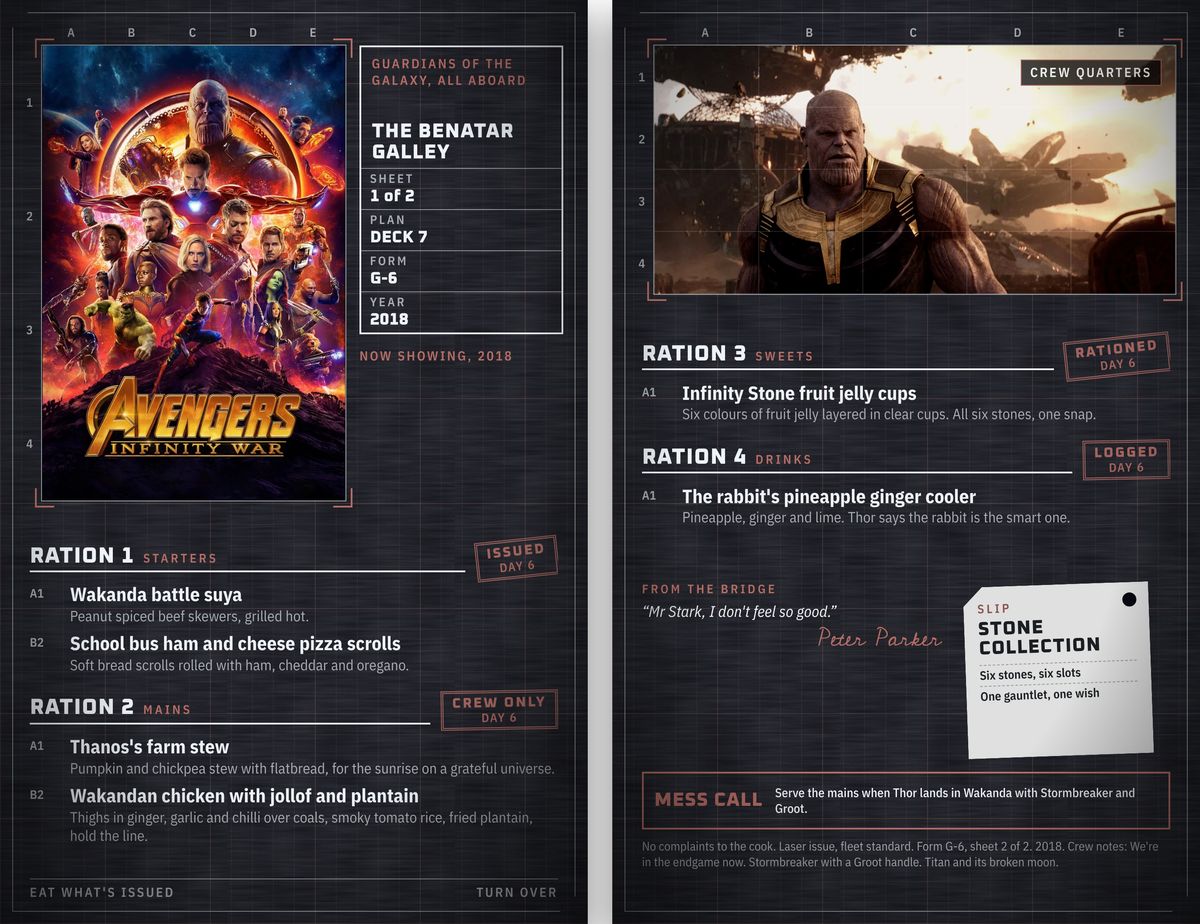 A B C D E
1
2
3
4
AVENGERS
INFINITY WAR
GUARDIANS OF THE
GALAXY, ALL ABOARD
THE BENATAR
GALLEY
SHEET
1 of 2
PLAN
DECK 7
FORM
G-6
YEAR
2018
NOW SHOWING, 2018
RATION 1 STARTERS
ISSUED
DAY 6
A1 Wakanda battle suya
Peanut spiced beef skewers, grilled hot.
B2 School bus ham and cheese pizza scrolls
Soft bread scrolls rolled with ham, cheddar and oregano.
RATION 2 MAINS
CREW ONLY
DAY 6
A1 Thanos's farm stew
Pumpkin and chickpea stew with flatbread, for the sunrise on a grateful universe.
B2 Wakandan chicken with jollof and plantain
Thighs in ginger, garlic and chilli over coals, smoky tomato rice, fried plantain,
hold the line.
EAT WHAT'S ISSUED TURN OVER
A B C D E
1
2
3
4
CREW QUARTERS
RATION 3 SWEETS
RATIONED
DAY 6
A1 Infinity Stone fruit jelly cups
Six colours of fruit jelly layered in clear cups. All six stones, one snap.
RATION 4 DRINKS
LOGGED
DAY 6
A1 The rabbit's pineapple ginger cooler
Pineapple, ginger and lime. Thor says the rabbit is the smart one.
FROM THE BRIDGE
“Mr Stark, I don't feel so good.”
Peter Parker
SLIP
STONE
COLLECTION
Six stones, six slots
One gauntlet, one wish
MESS CALL
Serve the mains when Thor lands in Wakanda with Stormbreaker and
Groot.
No complaints to the cook. Laser issue, fleet standard. Form G-6, sheet 2 of 2. 2018. Crew notes: We're
in the endgame now. Stormbreaker with a Groot handle. Titan and its broken moon.